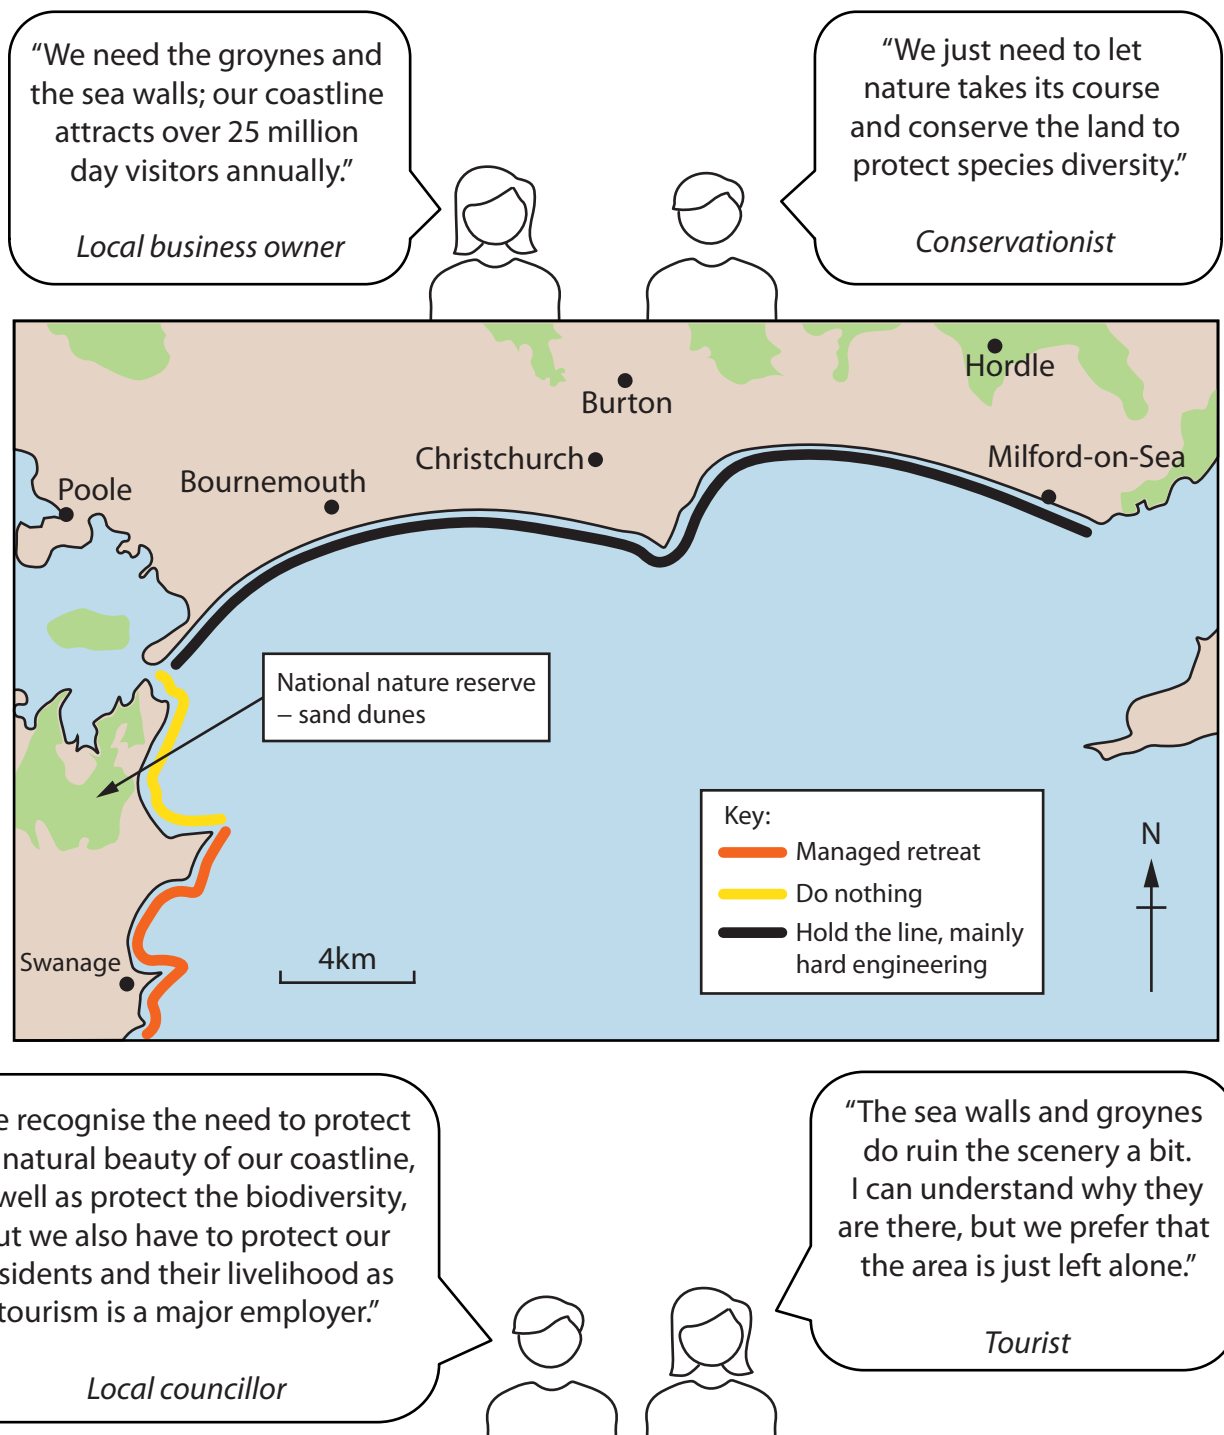 “We need the groynes and
the sea walls; our coastline
attracts over 25 million
day visitors annually.”
Local business owner
“We just need to let
nature takes its course
and conserve the land to
protect species diversity.”
Conservationist
Hordle
Burton
Christchurch
Milford-on-Sea
Bournemouth
Poole
National nature reserve
– sand dunes
Key:
Managed retreat
Do nothing
Hold the line, mainly
hard engineering
N
Swanage
4km
recognise the need to protect
natural beauty of our coastline,
well as protect the biodiversity,
we also have to protect our
and their livelihood as
tourism is a major employer.”
Local councillor
“The sea walls and groynes
do ruin the scenery a bit.
I can understand why they
are there, but we prefer that
the area is just left alone.”
Tourist